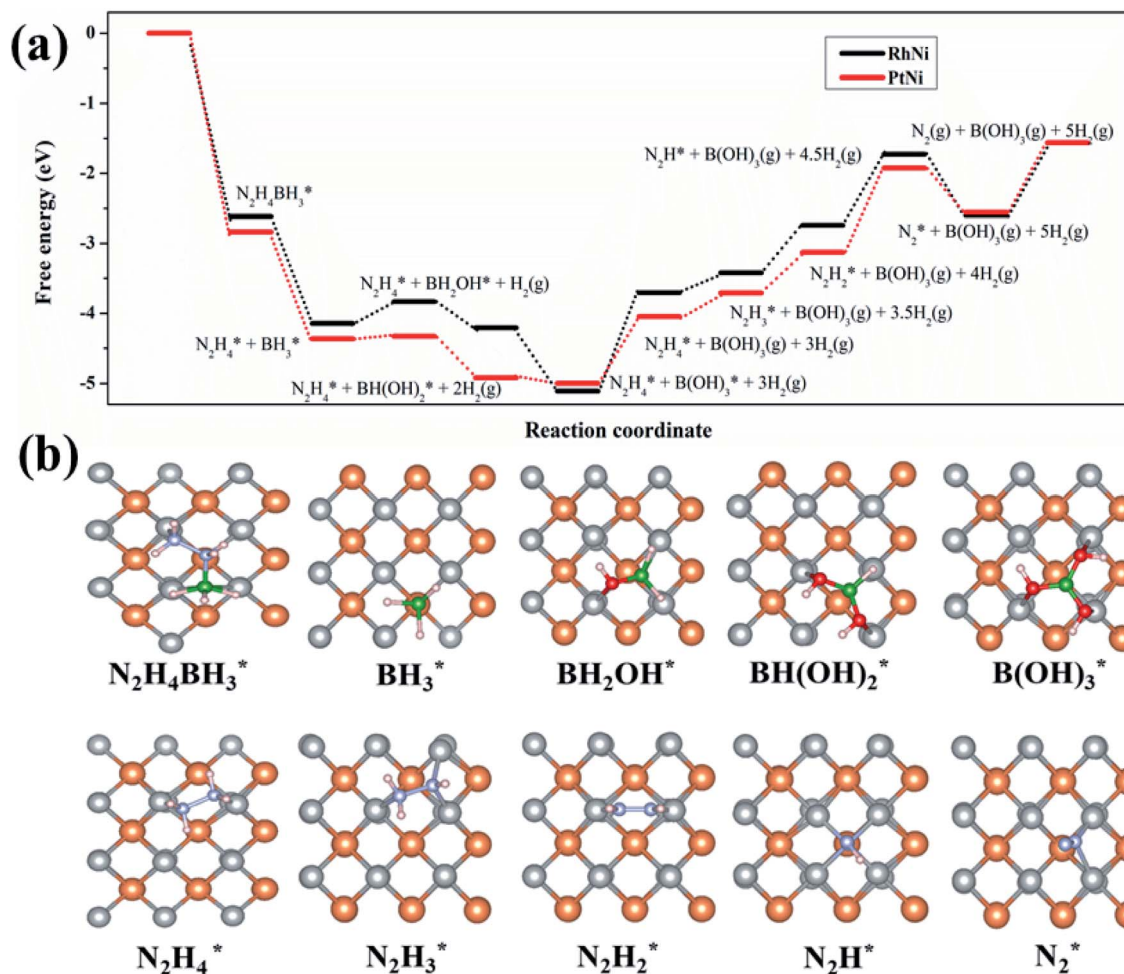 (a)
0
-1
-2
-3
-4
-5
Free energy (eV)
Reaction coordinate
RhNi
PtNi
N₂H₄BH₃*
N₂H₄* + BH₃*
N₂H₄* + BH₂OH* + H₂(g)
N₂H₄* + BH(OH)₂* + 2H₂(g)
N₂H₄* + B(OH)₃* + 3H₂(g)
N₂H₄* + B(OH)₃(g) + 3H₂(g)
N₂H₃* + B(OH)₃(g) + 3.5H₂(g)
N₂H₂* + B(OH)₃(g) + 4H₂(g)
N₂H* + B(OH)₃(g) + 4.5H₂(g)
N₂* + B(OH)₃(g) + 5H₂(g)
N₂(g) + B(OH)₃(g) + 5H₂(g)
(b)
N₂H₄BH₃* BH₃* BH₂OH* BH(OH)₂* B(OH)₃*
N₂H₄* N₂H₃* N₂H₂* N₂H* N₂*